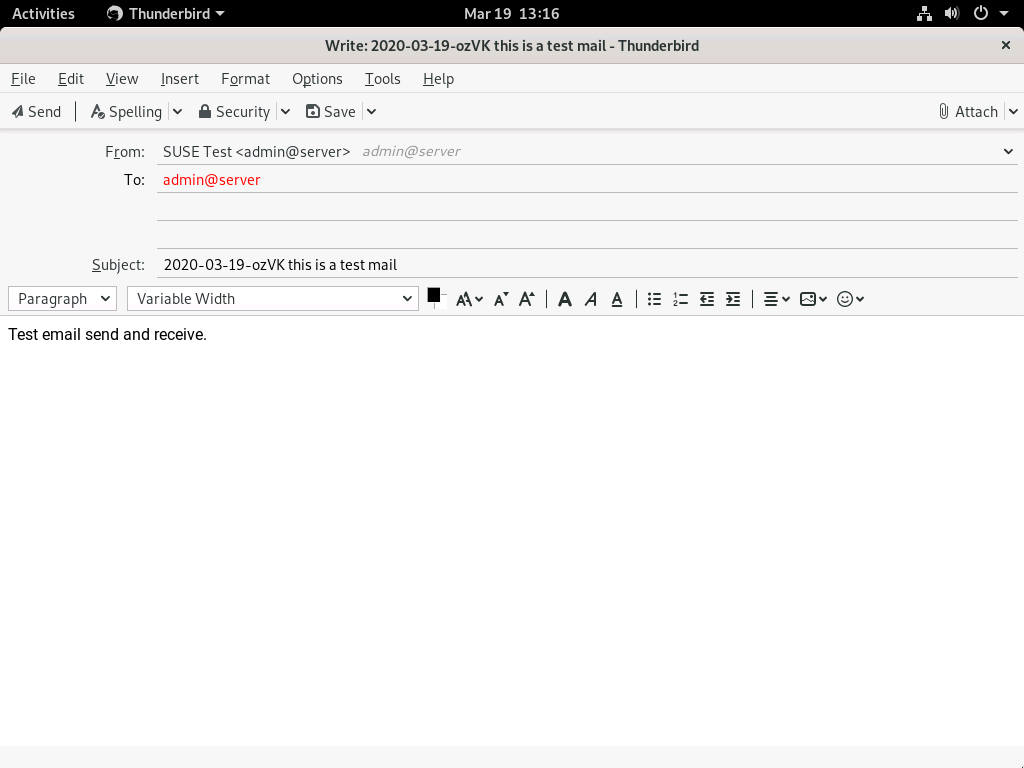 Activities Thunderbird Mar 19 13:16
Write: 2020-03-19-ozVK this is a test mail - Thunderbird
File Edit View Insert Format Options Tools Help
Send Spelling Security Save Attach
From: SUSE Test <admin@server> admin@server
To: admin@server
Subject: 2020-03-19-ozVK this is a test mail
Paragraph Variable Width
Test email send and receive.